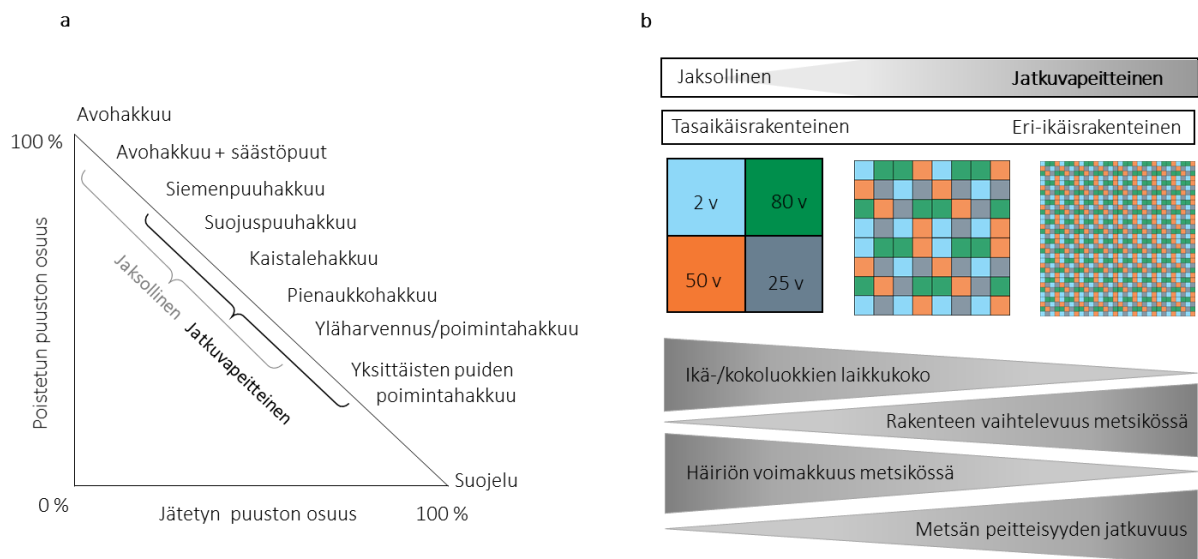 a
Avohakkuu
100 %
Avohakkuu + säästöpuut
Siemenpuuhakkuu
Suojuspuuhakkuu
Kaistalehakkuu
Pienaukkohakkuu
Yläharvennus/poimintahakkuu
Yksittäisten puiden
poimintahakkuu
Suojelu
Jaksollinen
Jatkuvapeitteinen
Poistetun puuston osuus
0 %
Jätetyn puuston osuus
100 %
b
Jaksollinen
Jatkuvapeitteinen
Tasaikäisrakenteinen
Eri-ikäisrakenteinen
2 v
80 v
50 v
25 v
Ikä-/kokoluokkien laikkukoko
Rakenteen vaihtelevuus metsikössä
Häiriön voimakkuus metsikössä
Metsän peitteisyyden jatkuvuus